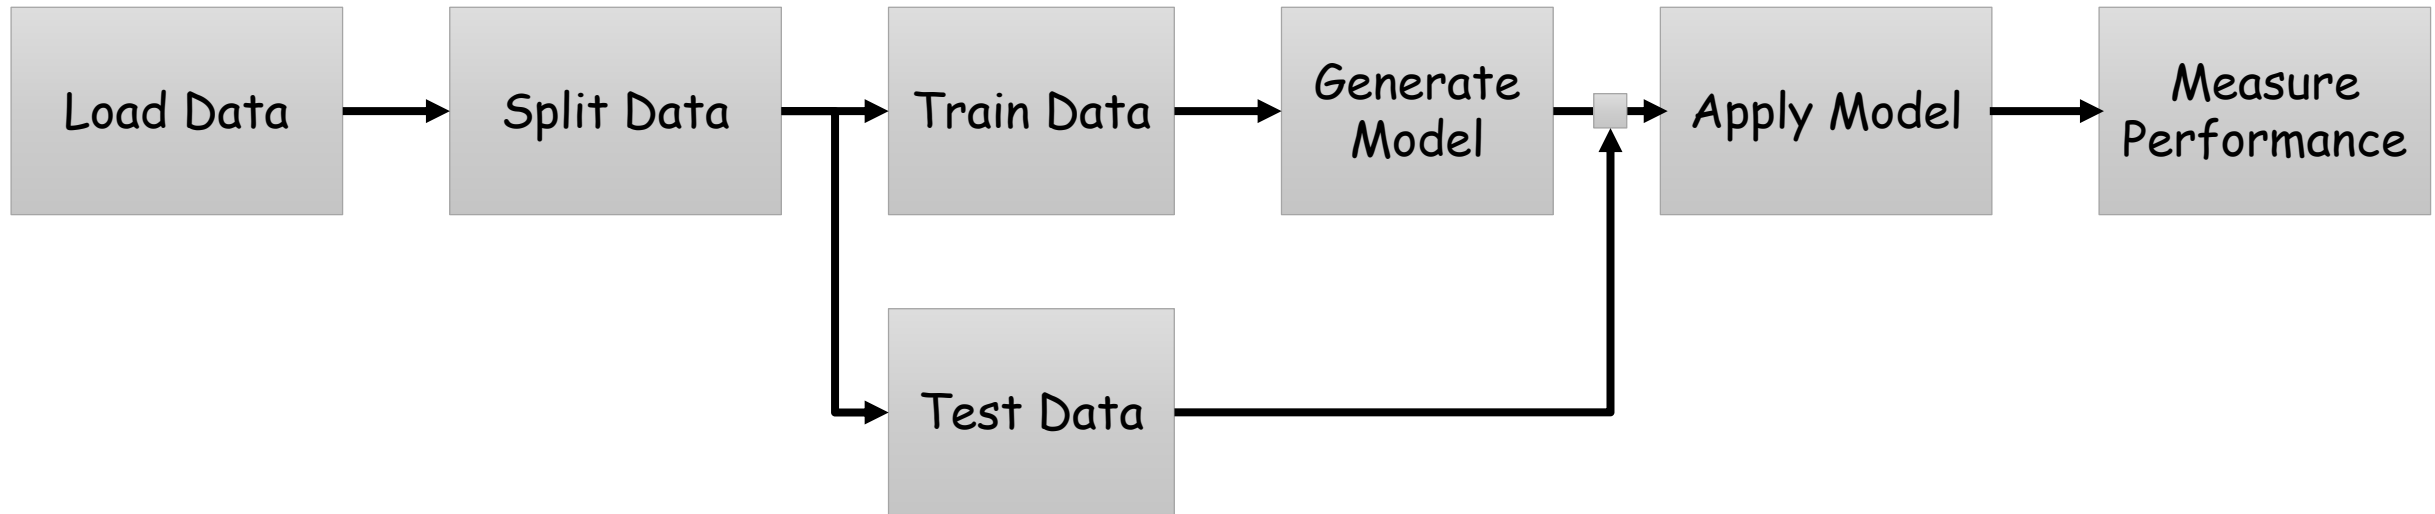 Load Data
Split Data
Train Data
Generate
Model
Apply Model
Measure
Performance
Test Data